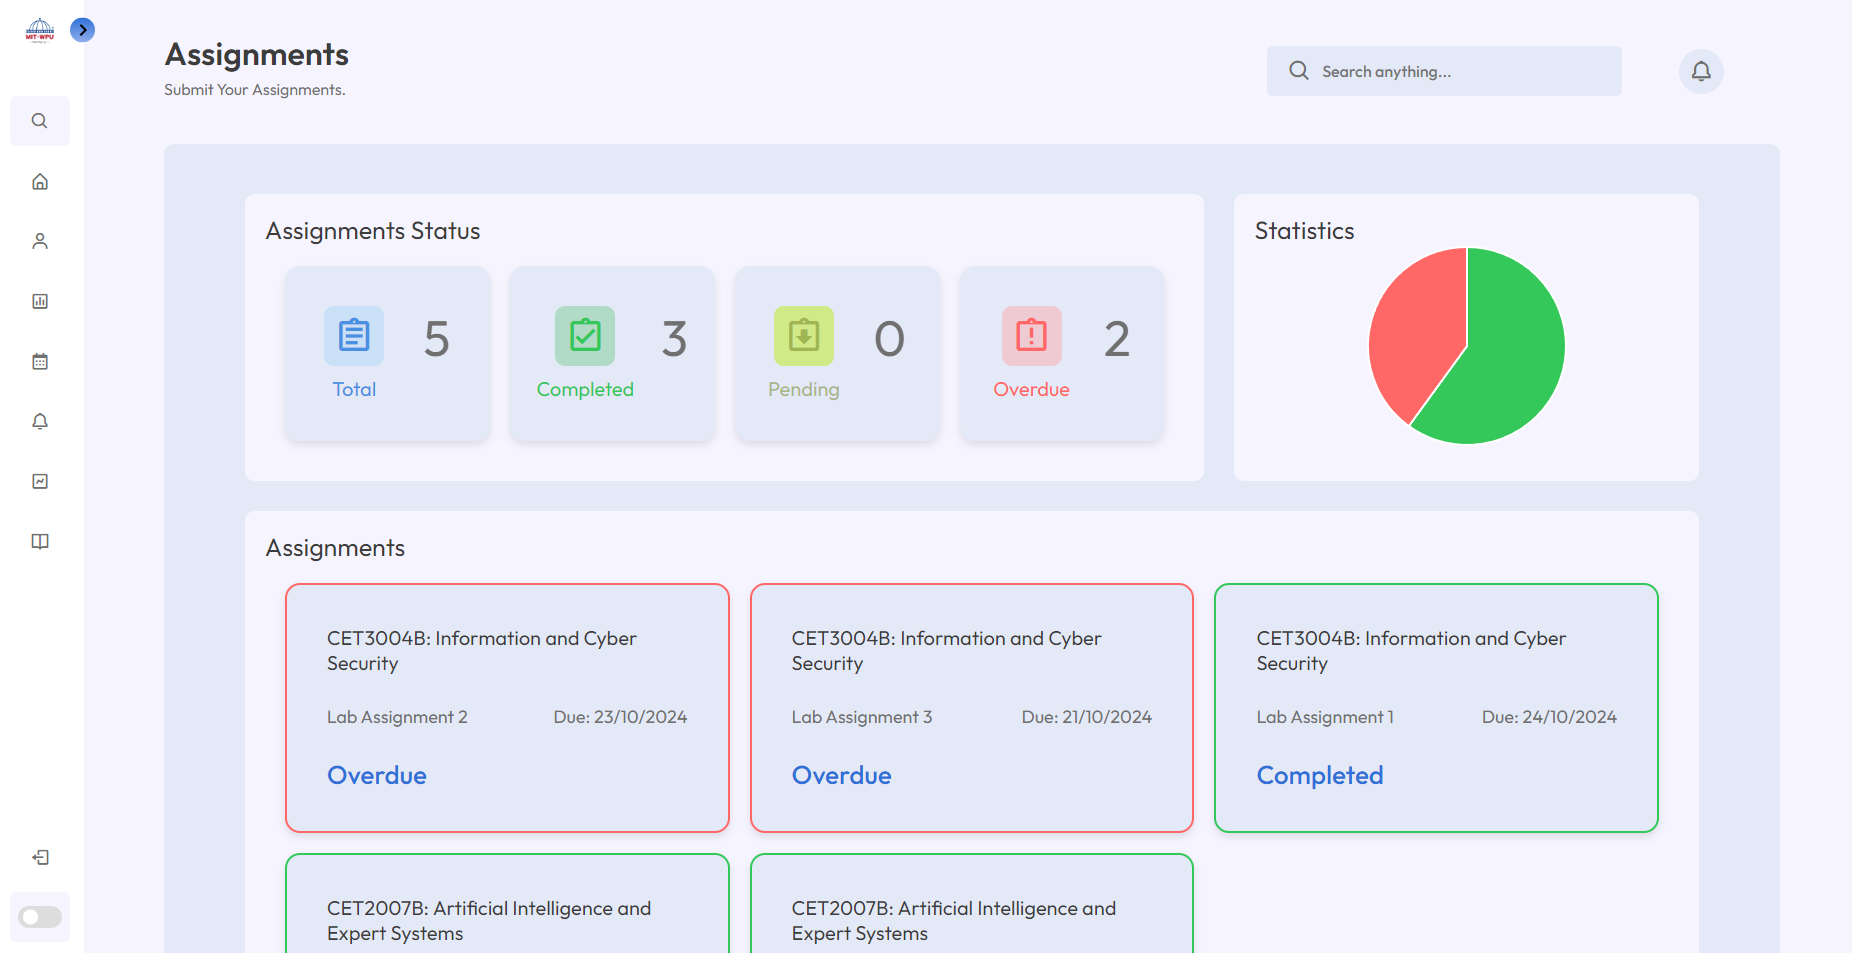 MIT-WPU
Assignments
Submit Your Assignments.
Search anything...
Assignments Status
5
Total
3
Completed
0
Pending
2
Overdue
Statistics
Assignments
CET3004B: Information and Cyber
Security
Lab Assignment 2
Due: 23/10/2024
Overdue
CET3004B: Information and Cyber
Security
Lab Assignment 3
Due: 21/10/2024
Overdue
CET3004B: Information and Cyber
Security
Lab Assignment 1
Due: 24/10/2024
Completed
CET2007B: Artificial Intelligence and
Expert Systems
CET2007B: Artificial Intelligence and
Expert Systems